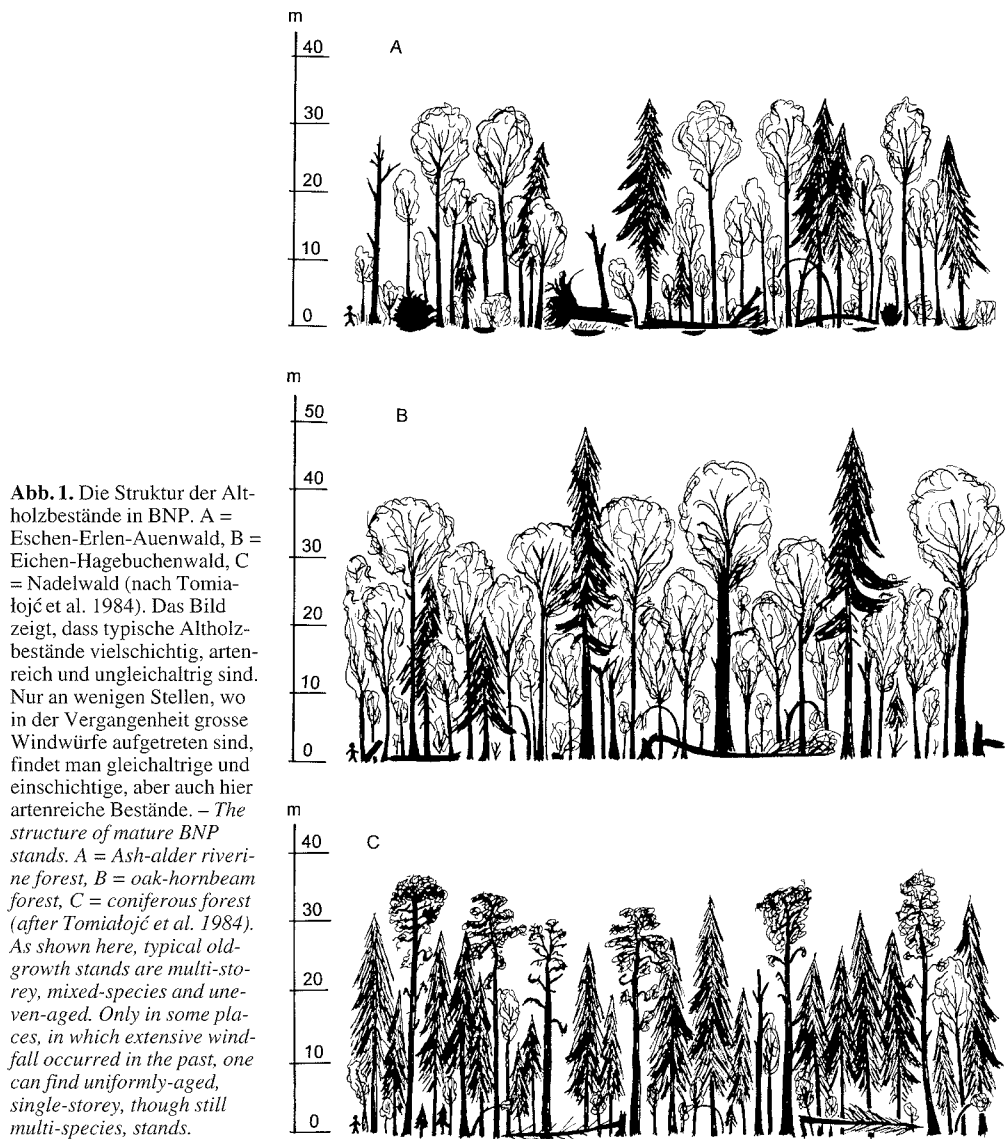 m
40
A
30
20
10
0
m
50
B
40
30
20
10
0
m
40
C
30
20
10
0
Abb. 1. Die Struktur der Alt-
holzbestände in BNP. A =
Eschen-Erlen-Auenwald, B =
Eichen-Hagebuchenwald, C
= Nadelwald (nach Tomia-
łojć et al. 1984). Das Bild
zeigt, dass typische Altholz-
bestände vielschichtig, arten-
reich und ungleichaltrig sind.
Nur an wenigen Stellen, wo
in der Vergangenheit grosse
Windwürfe aufgetreten sind,
findet man gleichaltrige und
einschichtige, aber auch hier
artenreiche Bestände. – The
structure of mature BNP
stands. A = Ash-alder riveri-
ne forest, B = oak-hornbeam
forest, C = coniferous forest
(after Tomiałojć et al. 1984).
As shown here, typical old-
growth stands are multi-sto-
rey, mixed-species and une-
ven-aged. Only in some pla-
ces, in which extensive wind-
fall occurred in the past, one
can find uniformly-aged,
single-storey, though still
multi-species, stands.